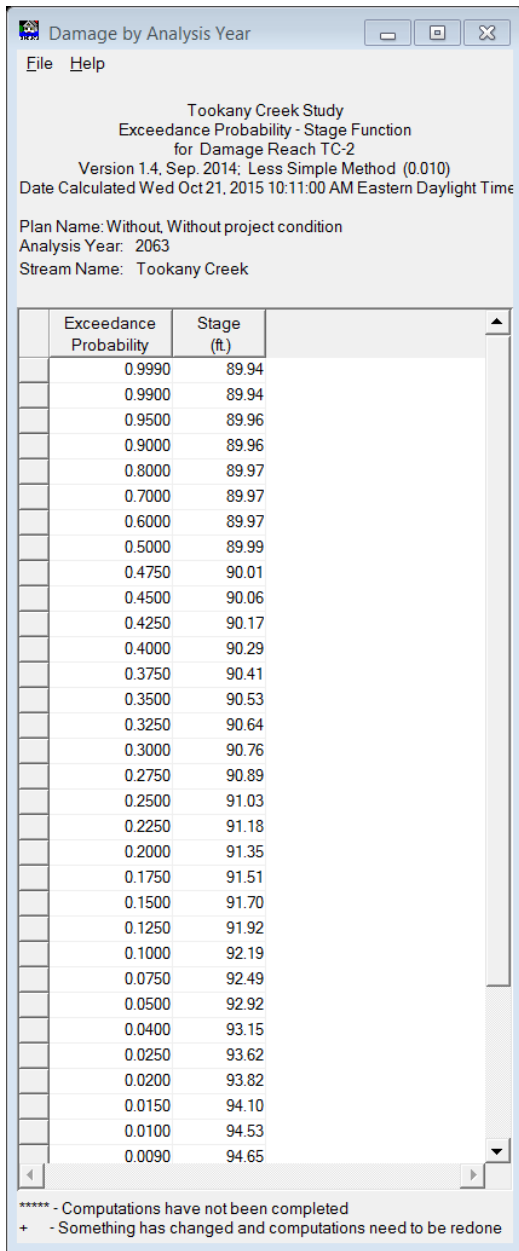 Damage by Analysis Year
File Help
Tookany Creek Study
Exceedance Probability - Stage Function
for Damage Reach TC-2
Version 1.4, Sep. 2014; Less Simple Method (0.010)
Date Calculated Wed Oct 21, 2015 10:11:00 AM Eastern Daylight Time
Plan Name: Without, Without project condition
Analysis Year: 2063
Stream Name: Tookany Creek
Exceedance Stage
Probability (ft.)
0.9990 89.94
0.9900 89.94
0.9500 89.96
0.9000 89.96
0.8000 89.97
0.7000 89.97
0.6000 89.97
0.5000 89.99
0.4750 90.01
0.4500 90.06
0.4250 90.17
0.4000 90.29
0.3750 90.41
0.3500 90.53
0.3250 90.64
0.3000 90.76
0.2750 90.89
0.2500 91.03
0.2250 91.18
0.2000 91.35
0.1750 91.51
0.1500 91.70
0.1250 91.92
0.1000 92.19
0.0750 92.49
0.0500 92.92
0.0400 93.15
0.0250 93.62
0.0200 93.82
0.0150 94.10
0.0100 94.53
0.0090 94.65
***** - Computations have not been completed
+ - Something has changed and computations need to be redone